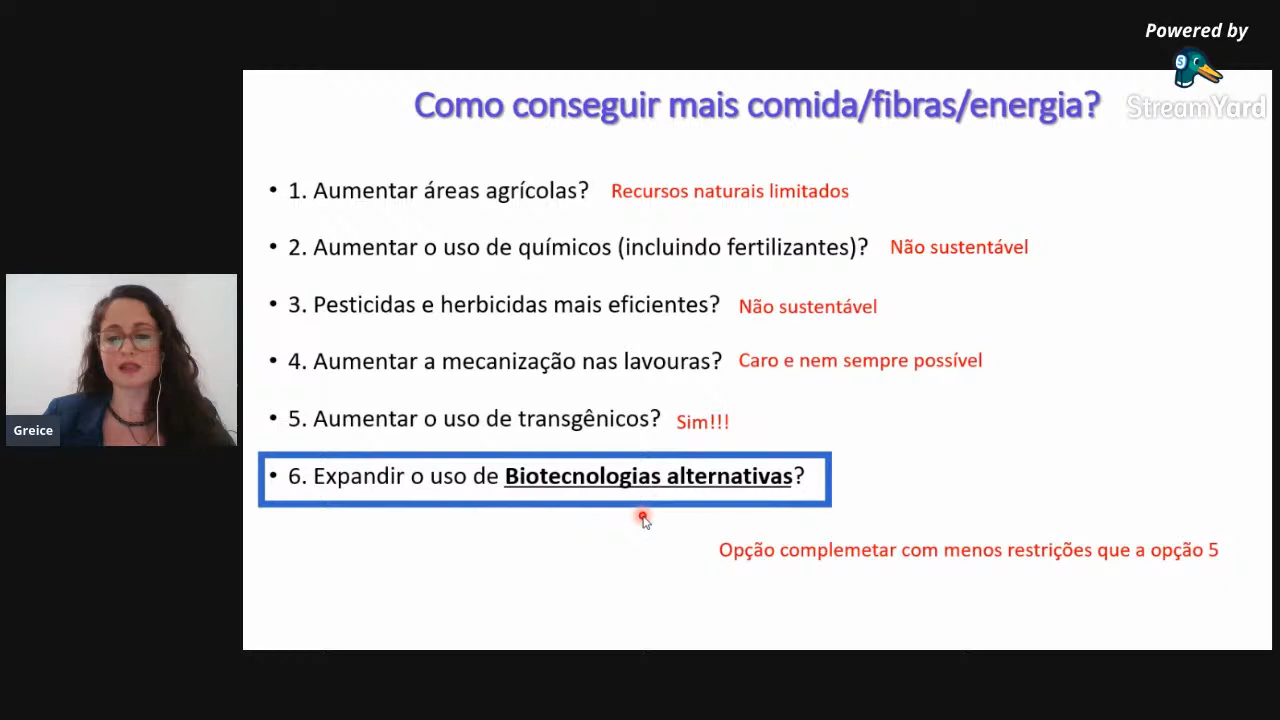 Powered by
StreamYard
Como conseguir mais comida/fibras/energia?
• 1. Aumentar áreas agrícolas? Recursos naturais limitados
• 2. Aumentar o uso de químicos (incluindo fertilizantes)? Não sustentável
• 3. Pesticidas e herbicidas mais eficientes? Não sustentável
• 4. Aumentar a mecanização nas lavouras? Caro e nem sempre possível
• 5. Aumentar o uso de transgênicos? Sim!!!
• 6. Expandir o uso de Biotecnologias alternativas?
Opção complemetar com menos restrições que a opção 5
Greice